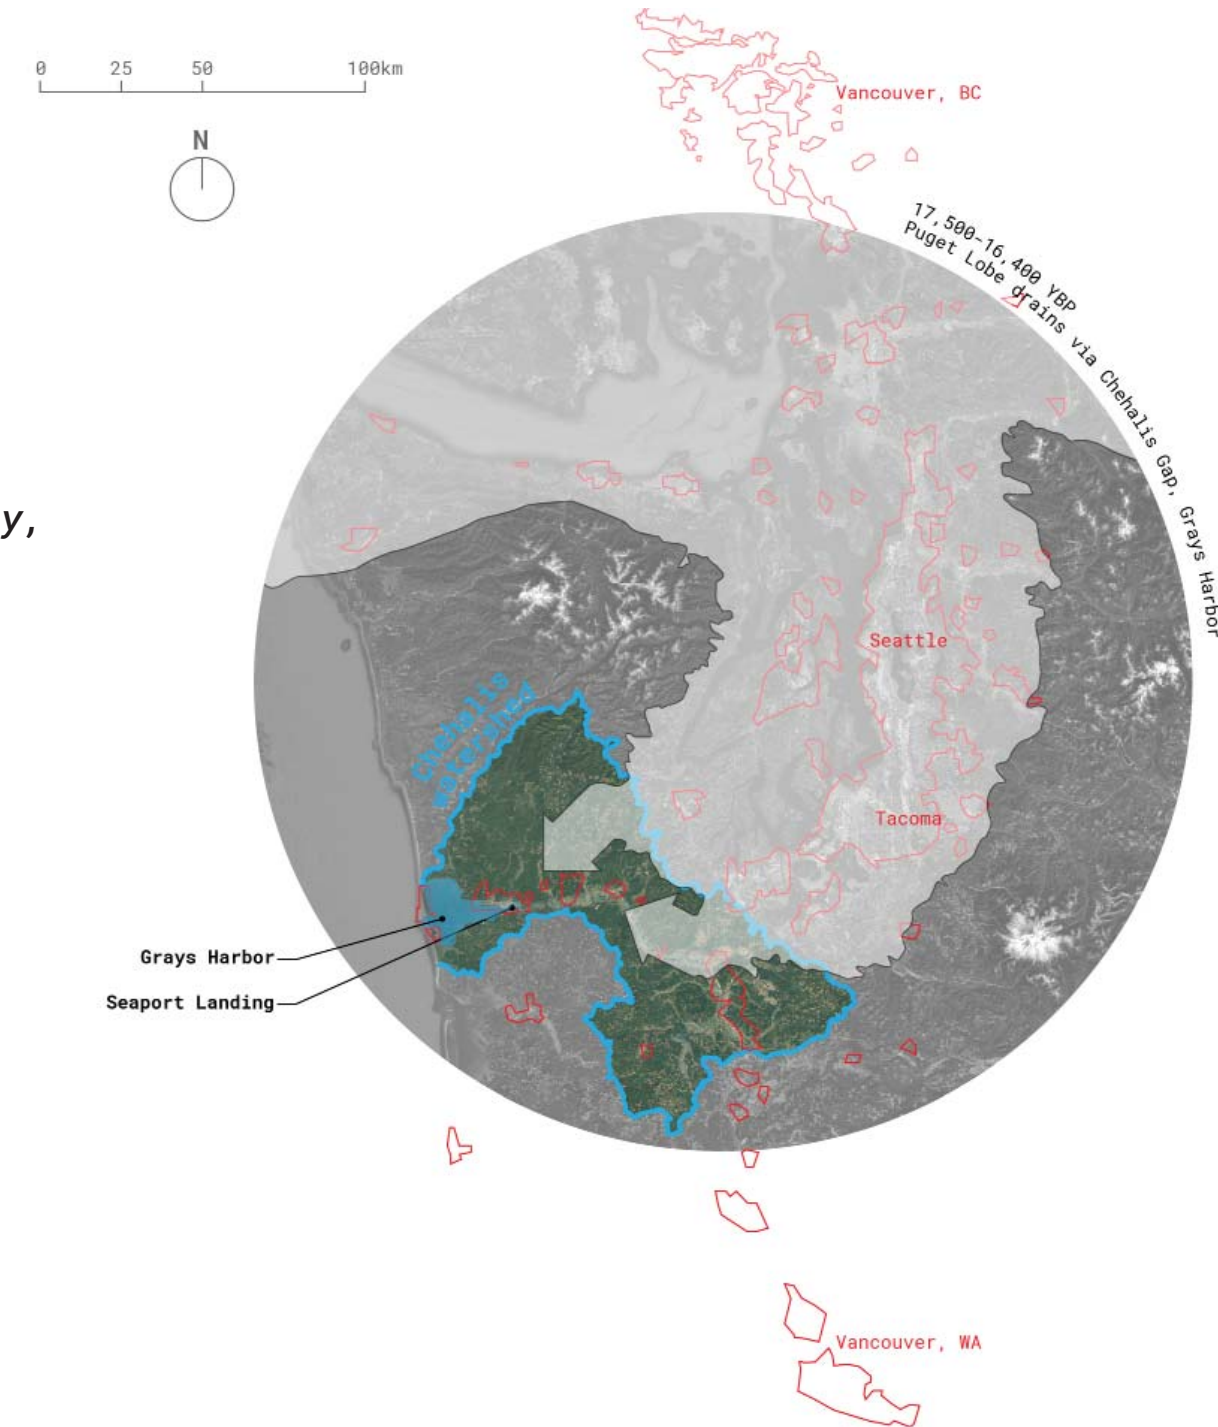 0 25 50 100km
N
Vancouver, BC
17,500–16,400 YBP
Puget Lobe drains via Chehalis Gap, Grays Harbor
y,
Seattle
Chehalis
watershed
Tacoma
Grays Harbor
Seaport Landing
Vancouver, WA